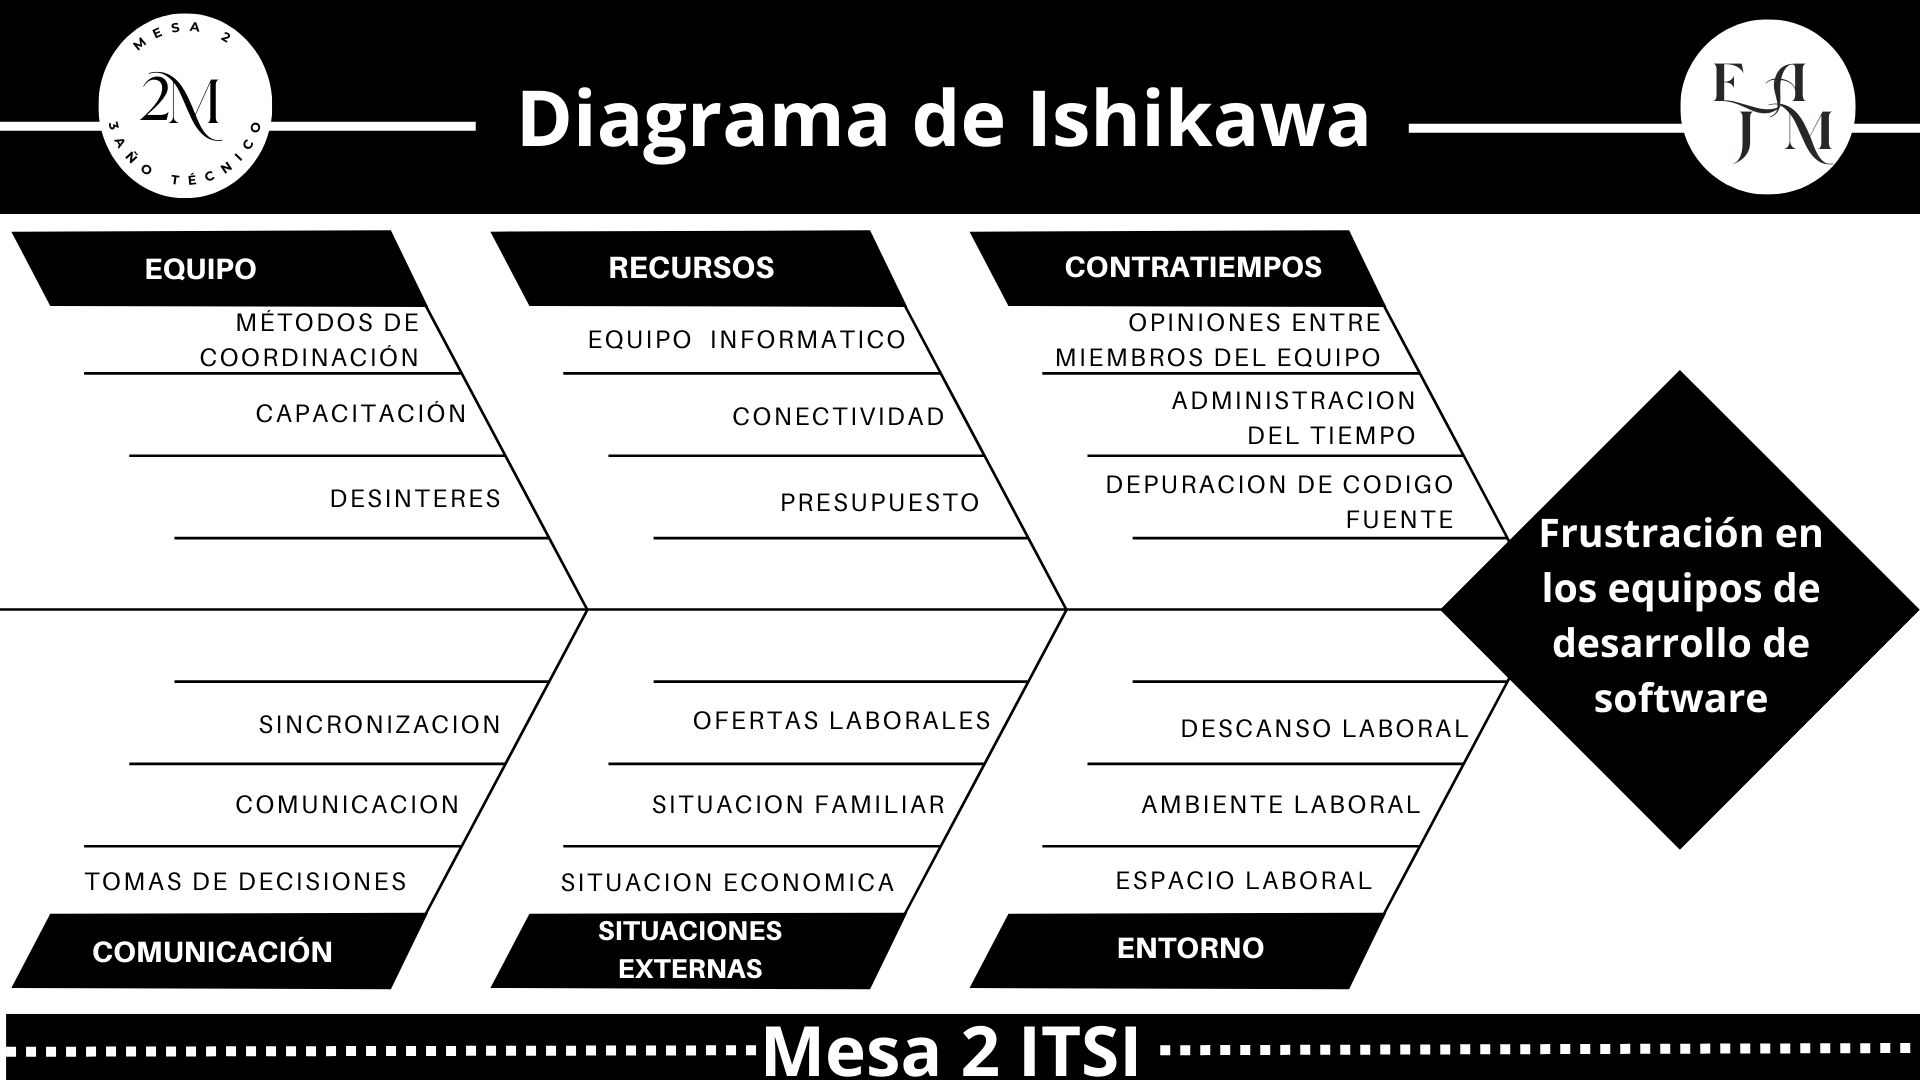 MESA 2
2M
3 AÑO TÉCNICO
Diagrama de Ishikawa
E A
J M
EQUIPO
MÉTODOS DE
COORDINACIÓN
CAPACITACIÓN
DESINTERES
RECURSOS
EQUIPO INFORMATICO
CONECTIVIDAD
PRESUPUESTO
CONTRATIEMPOS
OPINIONES ENTRE
MIEMBROS DEL EQUIPO
ADMINISTRACION
DEL TIEMPO
DEPURACION DE CODIGO
FUENTE
Frustración en
los equipos de
desarrollo de
software
SINCRONIZACION
COMUNICACION
TOMAS DE DECISIONES
COMUNICACIÓN
OFERTAS LABORALES
SITUACION FAMILIAR
SITUACION ECONOMICA
SITUACIONES
EXTERNAS
DESCANSO LABORAL
AMBIENTE LABORAL
ESPACIO LABORAL
ENTORNO
Mesa 2 ITSI